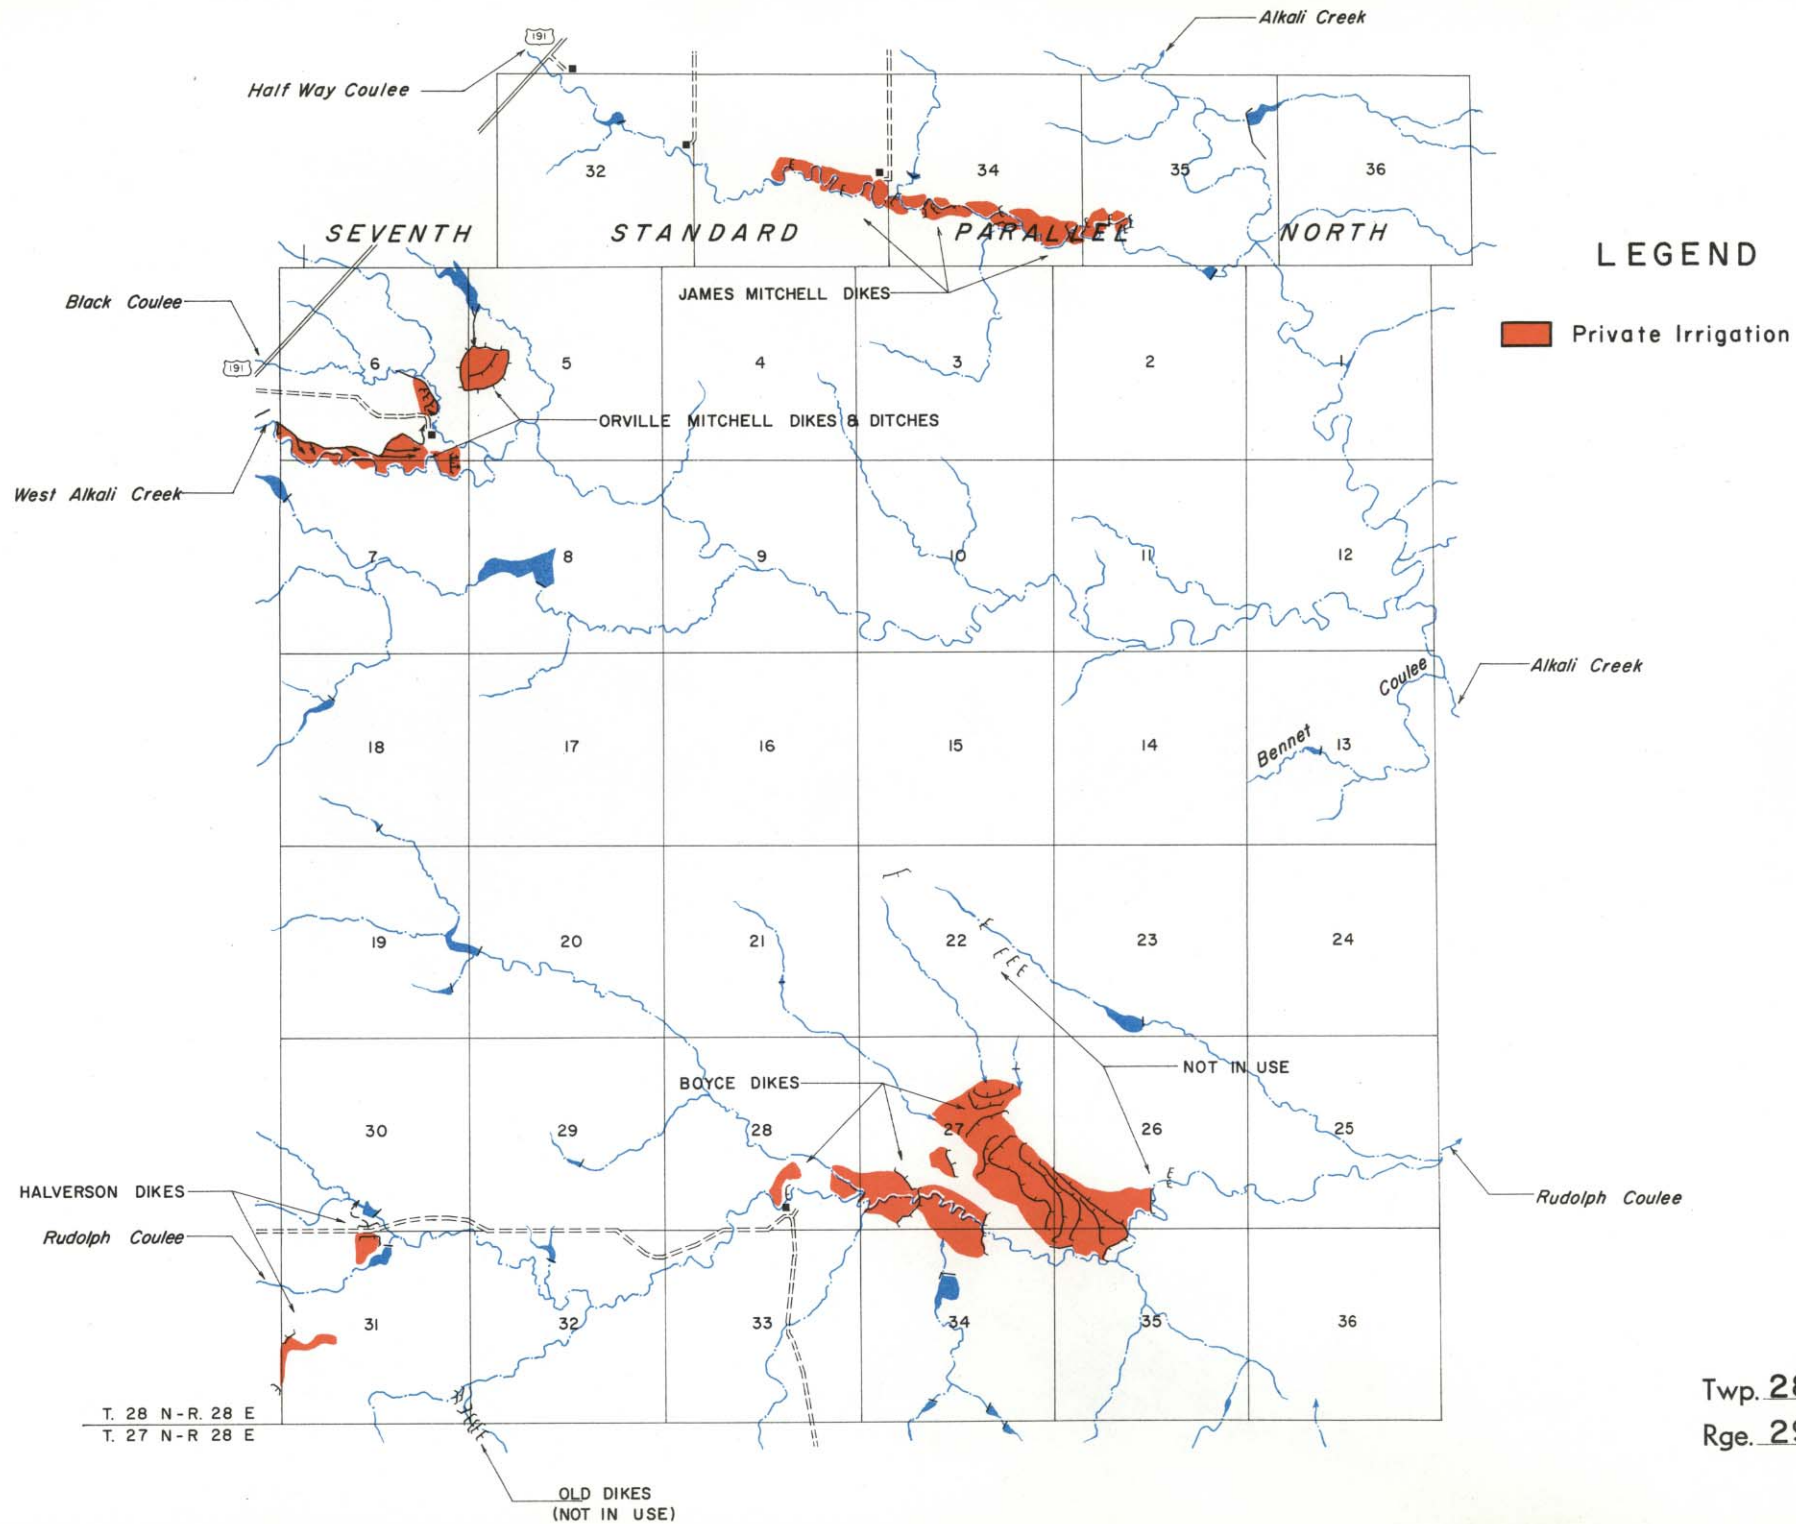 Alkali Creek
191
Half Way Coulee
32
34
35
36
SEVENTH STANDARD PARALLEL NORTH
LEGEND
Private Irrigation
JAMES MITCHELL DIKES
Black Coulee
191
6
5
4
3
2
1
ORVILLE MITCHELL DIKES & DITCHES
West Alkali Creek
7
8
9
10
11
12
Bennet Coulee
Alkali Creek
18
17
16
15
14
13
19
20
21
22
23
24
NOT IN USE
BOYCE DIKES
30
29
28
27
26
25
HALVERSON DIKES
Rudolph Coulee
Rudolph Coulee
31
32
33
34
35
36
T. 28 N-R. 28 E
T. 27 N-R 28 E
Twp. 28
Rge. 29
OLD DIKES
(NOT IN USE)